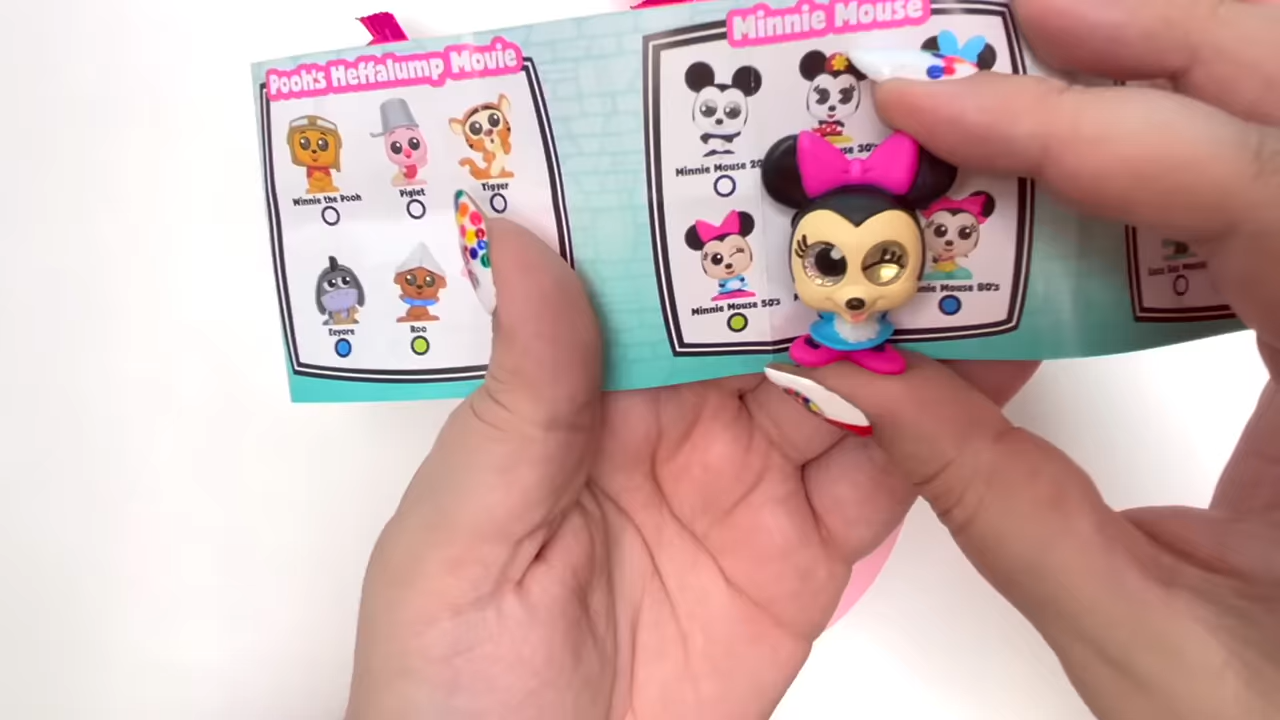 Pooh's Heffalump Movie
Winnie the Pooh
Piglet
Tigger
Eeyore
Roo
Minnie Mouse
Minnie Mouse 20
30's
Minnie Mouse 50's
Mouse 80's